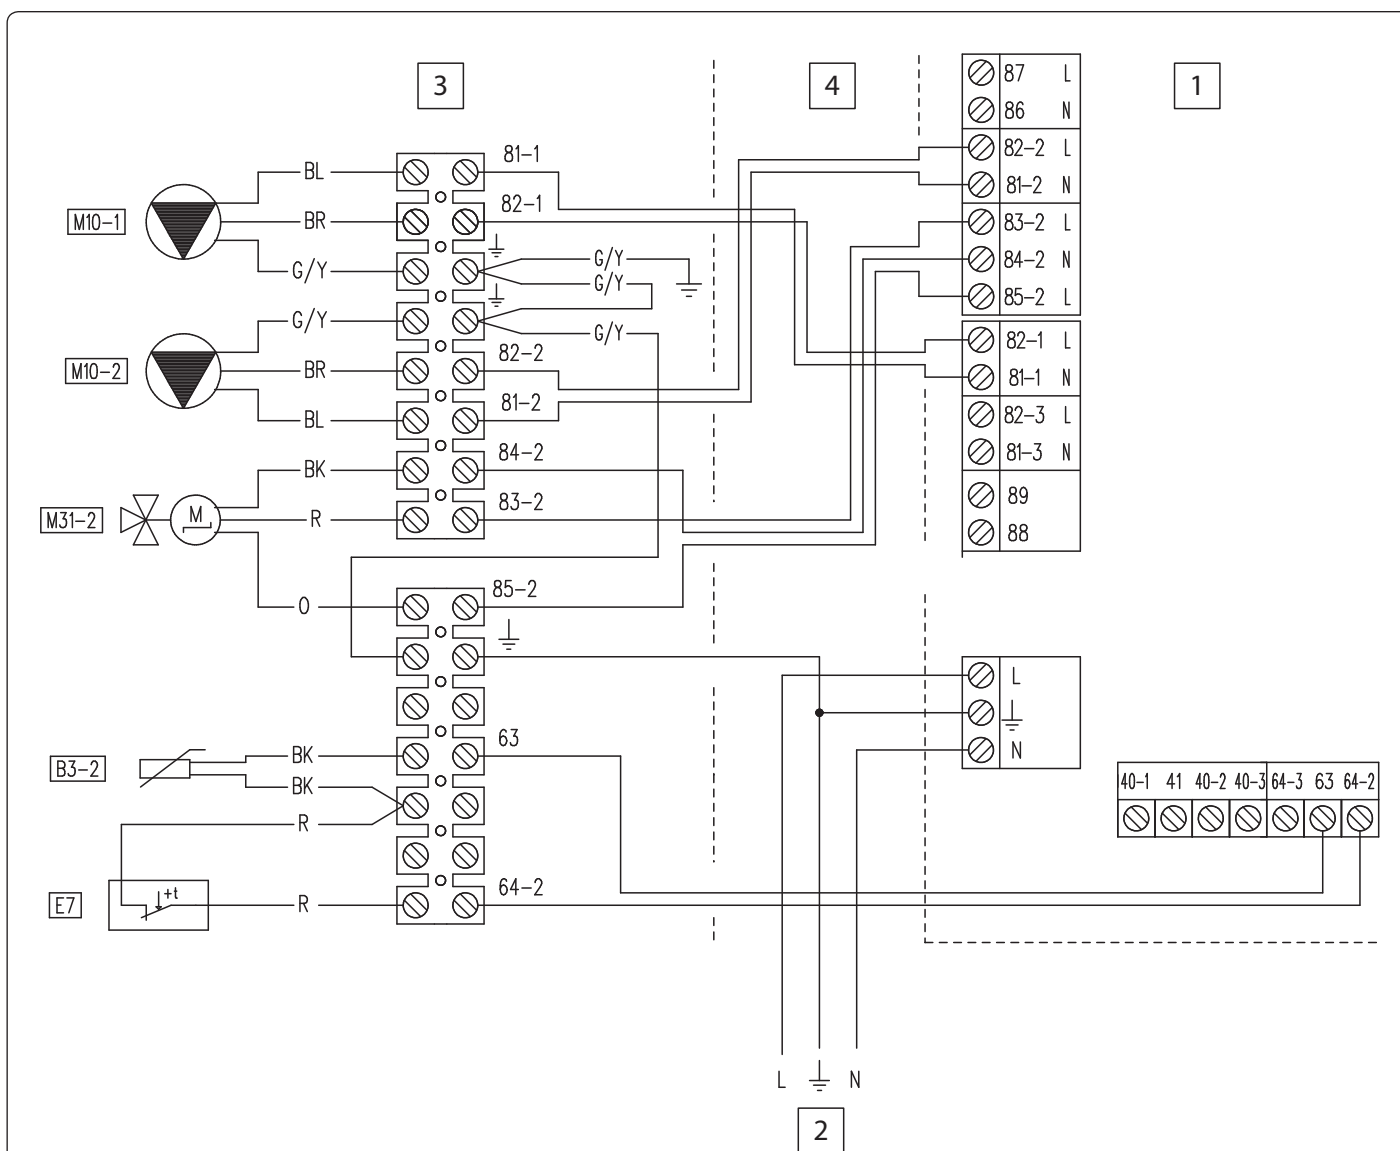 3
4
1
87 L
86 N
82-2 L
81-2 N
83-2 L
84-2 N
85-2 L
82-1 L
81-1 N
82-3 L
81-3 N
89
88
M10-1
BL
BR
G/Y
81-1
82-1
G/Y
G/Y
G/Y
M10-2
G/Y
BR
BL
82-2
81-2
M31-2
M
BK
R
O
84-2
83-2
85-2
L
N
B3-2
BK
BK
R
63
E7
+t
R
64-2
40-1 41 40-2 40-3 64-3 63 64-2
L N
2